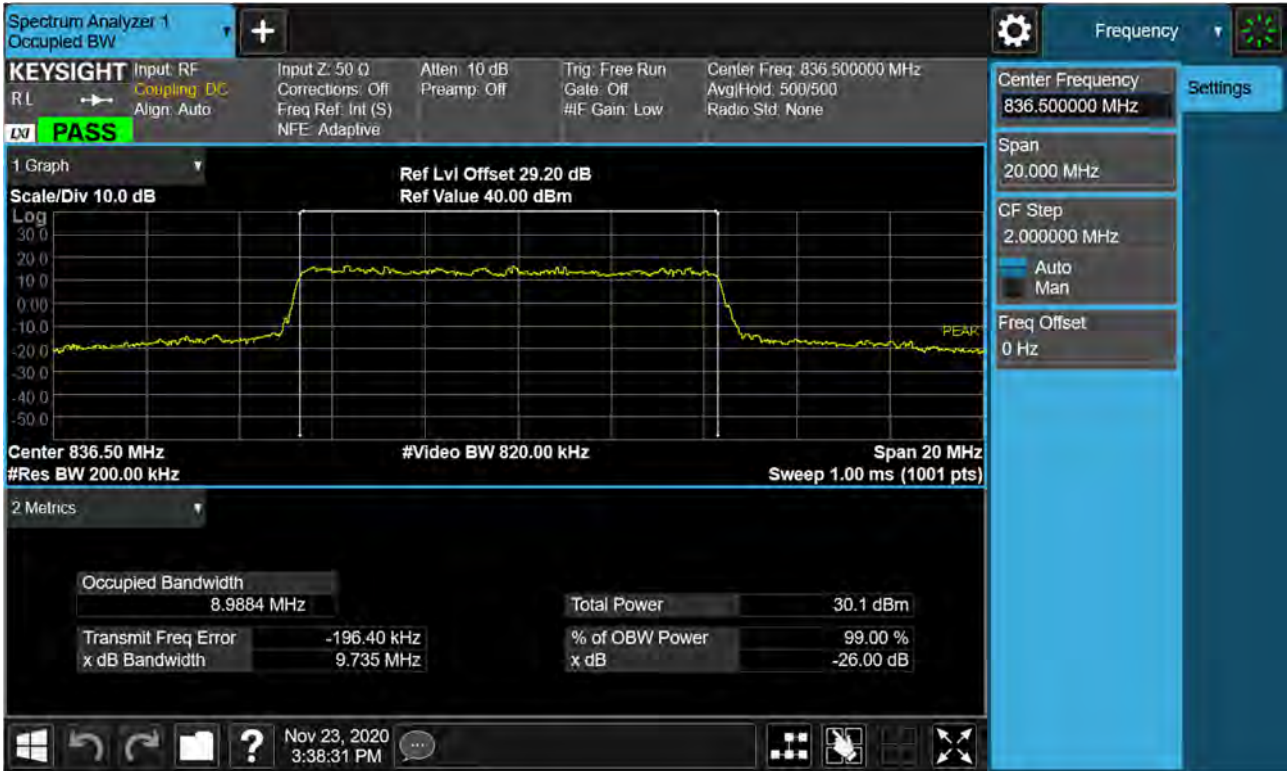 Spectrum Analyzer 1
Occupied BW
Frequency
KEYSIGHT
R L
LXI
PASS
Input: RF
Coupling: DC
Align: Auto
Input Z: 50 Ω
Corrections: Off
Freq Ref: Int (S)
NFE: Adaptive
Atten: 10 dB
Preamp: Off
Trig: Free Run
Gate: Off
#IF Gain: Low
Center Freq: 836.500000 MHz
Avg|Hold: 500/500
Radio Std: None
Center Frequency
836.500000 MHz
Settings
Span
20.000 MHz
CF Step
2.000000 MHz
Auto
Man
Freq Offset
0 Hz
1 Graph
Scale/Div 10.0 dB
Ref Lvl Offset 29.20 dB
Ref Value 40.00 dBm
Log
30.0
20.0
10.0
0.00
-10.0
-20.0
-30.0
-40.0
-50.0
PEAK
Center 836.50 MHz
#Res BW 200.00 kHz
#Video BW 820.00 kHz
Span 20 MHz
Sweep 1.00 ms (1001 pts)
2 Metrics
Occupied Bandwidth
8.9884 MHz
Transmit Freq Error -196.40 kHz
x dB Bandwidth 9.735 MHz
Total Power 30.1 dBm
% of OBW Power 99.00 %
x dB -26.00 dB
?
Nov 23, 2020
3:38:31 PM